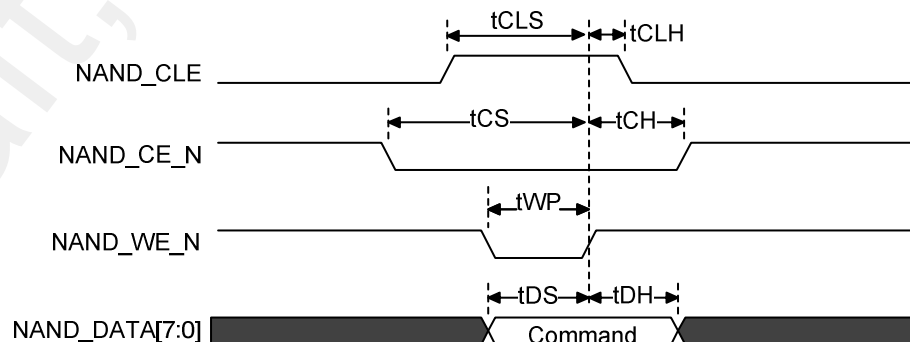 tCLS
tCLH
NAND_CLE
tCS
tCH
NAND_CE_N
tWP
NAND_WE_N
tDS
tDH
NAND_DATA[7:0]
Command